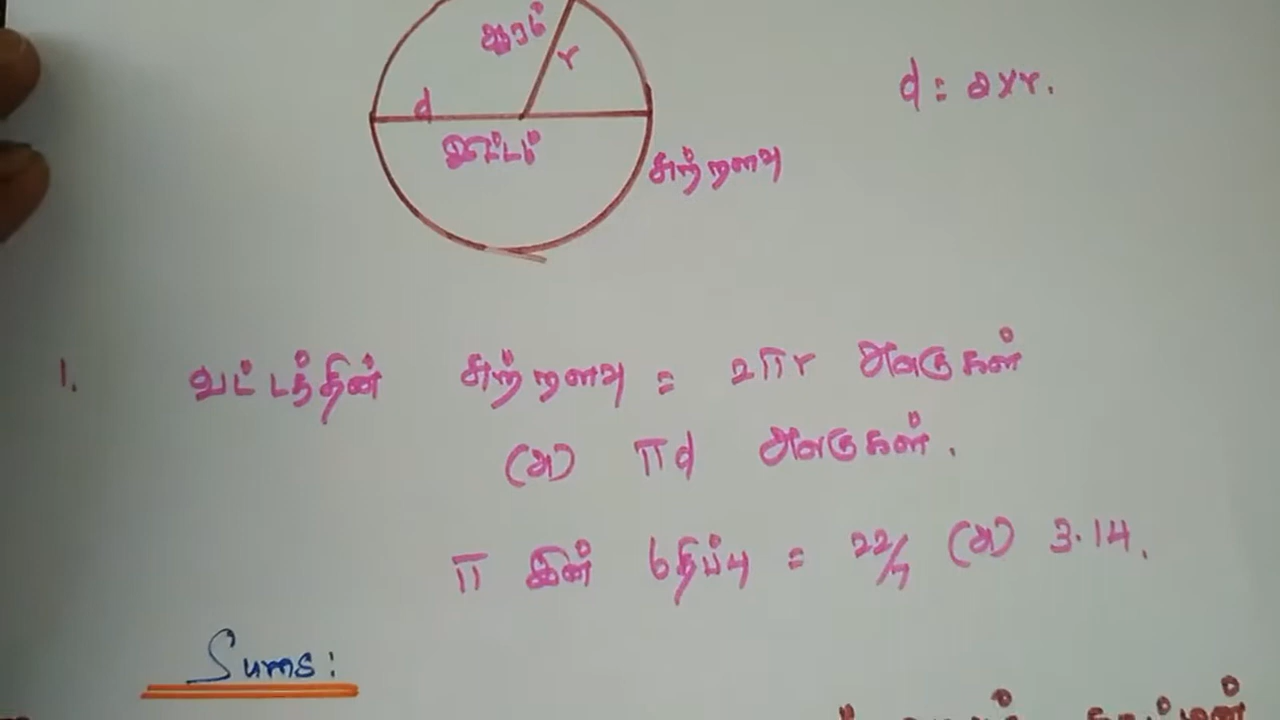 ஆரம்
r
d = 2xr.
d
விட்டம்
சுற்றளவு
1. வட்டத்தின் சுற்றளவு = 2πr அலகுகள்
(அ) πd அலகுகள்.
π இன் மதிப்பு = 22/7 (அ) 3.14.
Sums: